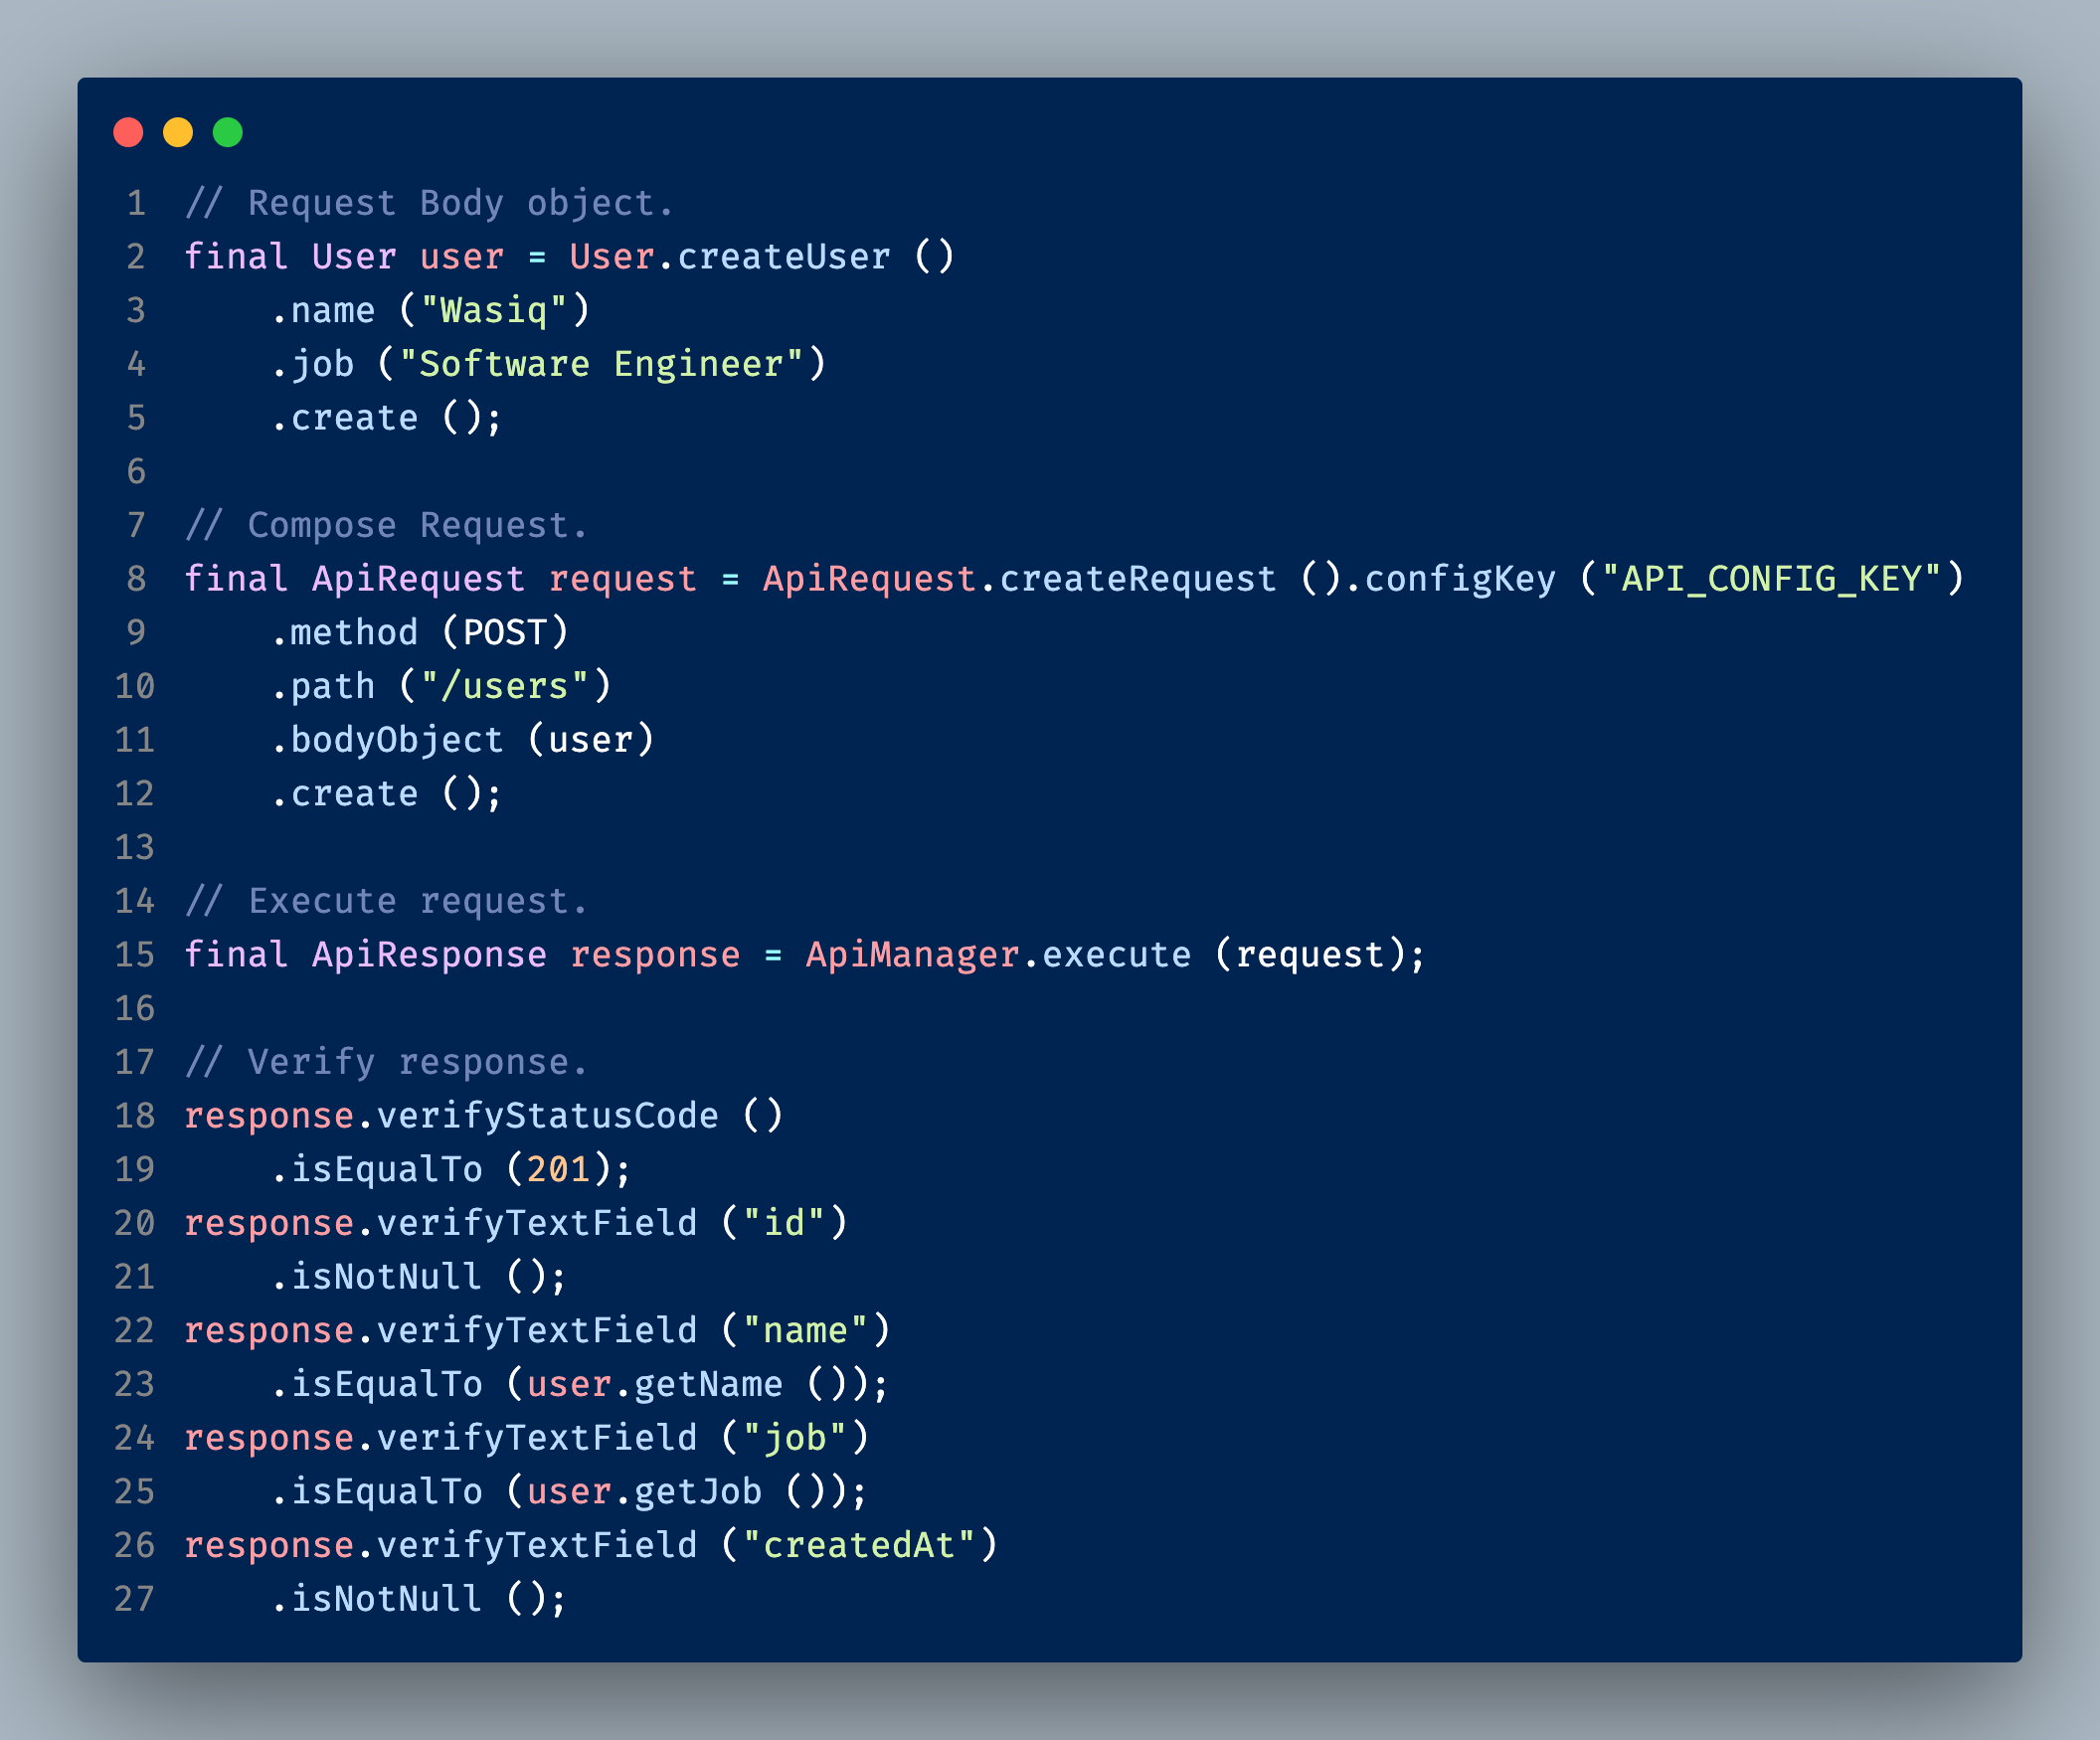 1 // Request Body object.
2 final User user = User.createUser ()
3     .name ("Wasiq")
4     .job ("Software Engineer")
5     .create ();
6
7 // Compose Request.
8 final ApiRequest request = ApiRequest.createRequest ().configKey ("API_CONFIG_KEY")
9     .method (POST)
10     .path ("/users")
11     .bodyObject (user)
12     .create ();
13
14 // Execute request.
15 final ApiResponse response = ApiManager.execute (request);
16
17 // Verify response.
18 response.verifyStatusCode ()
19     .isEqualTo (201);
20 response.verifyTextField ("id")
21     .isNotNull ();
22 response.verifyTextField ("name")
23     .isEqualTo (user.getName ());
24 response.verifyTextField ("job")
25     .isEqualTo (user.getJob ());
26 response.verifyTextField ("createdAt")
27     .isNotNull ();